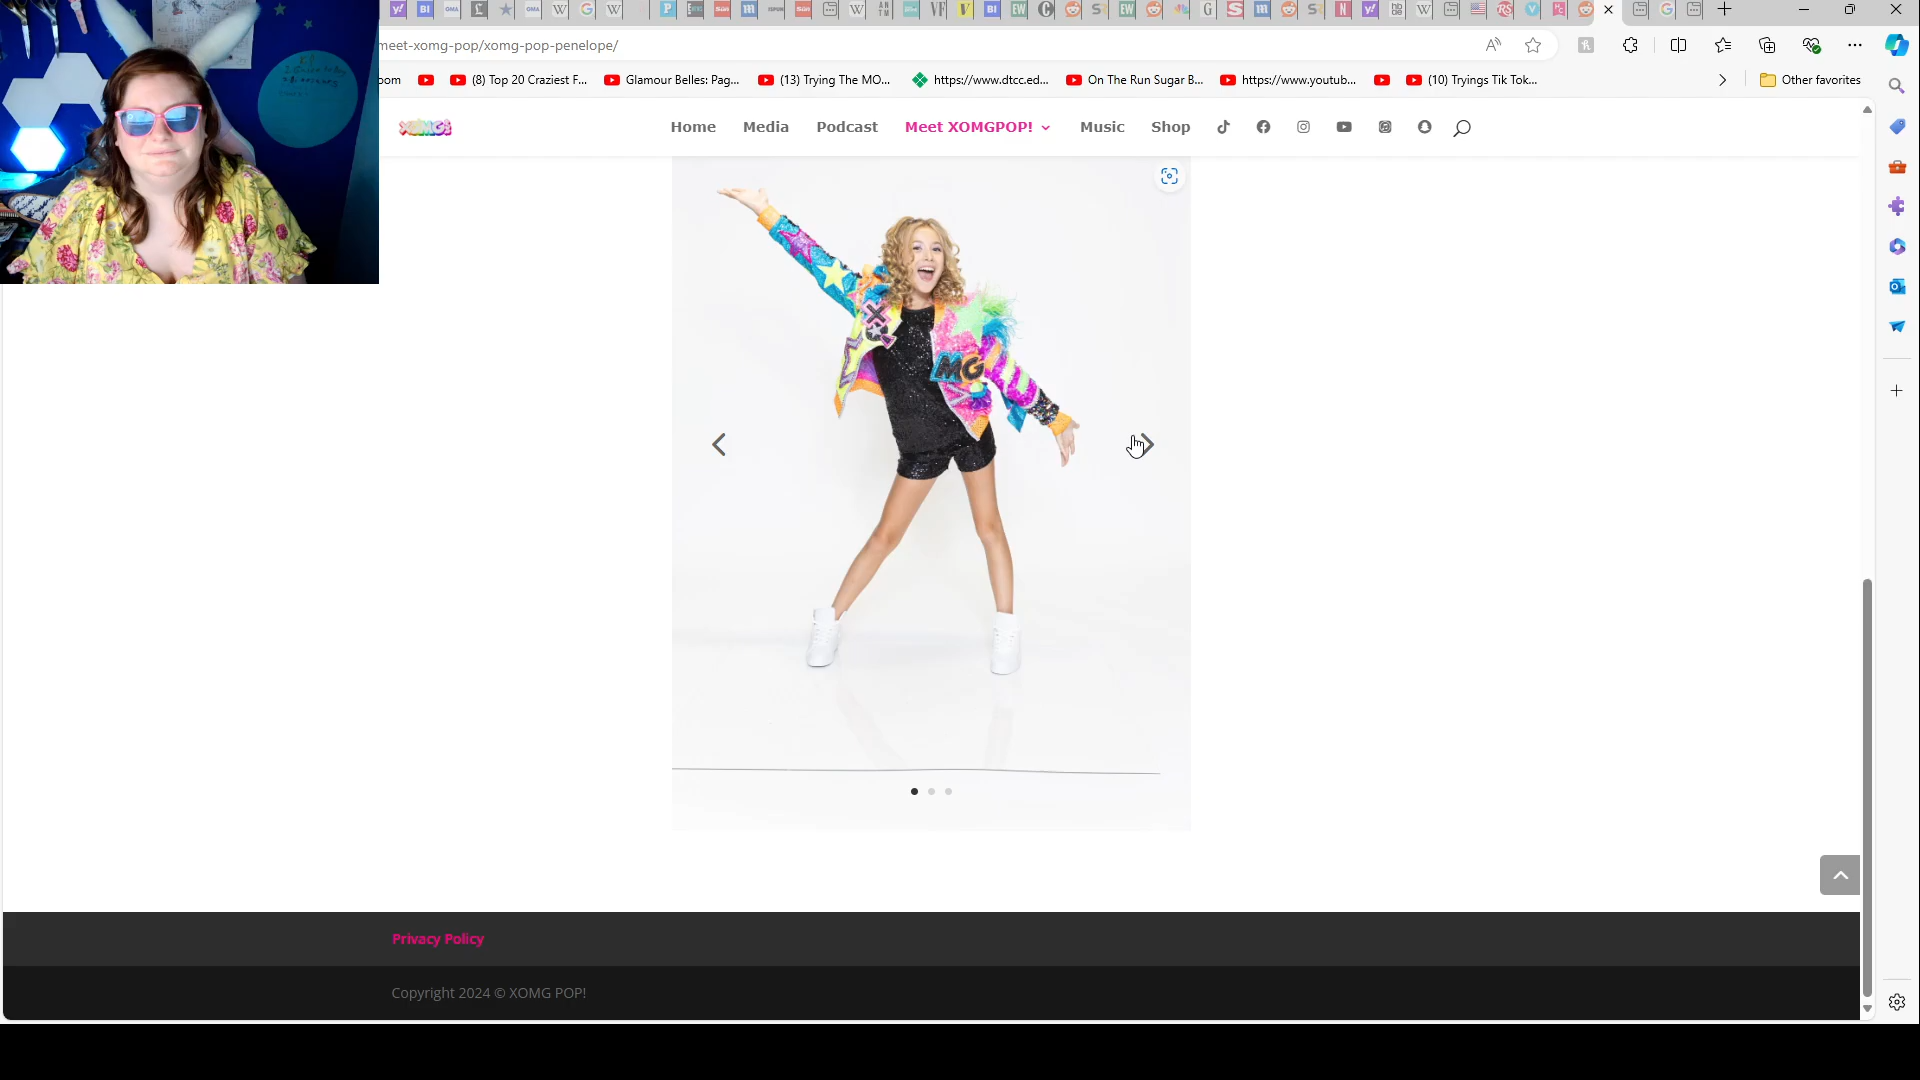 meet-xomg-pop/xomg-pop-penelope/
oom
(8) Top 20 Craziest F...
Glamour Belles: Pag...
(13) Trying The MO...
https://www.dtcc.ed...
On The Run Sugar B...
https://www.youtub...
(10) Tryings Tik Tok...
Other favorites
XOMG
Home
Media
Podcast
Meet XOMGPOP!
Music
Shop
X
MG
Privacy Policy
Copyright 2024 © XOMG POP!